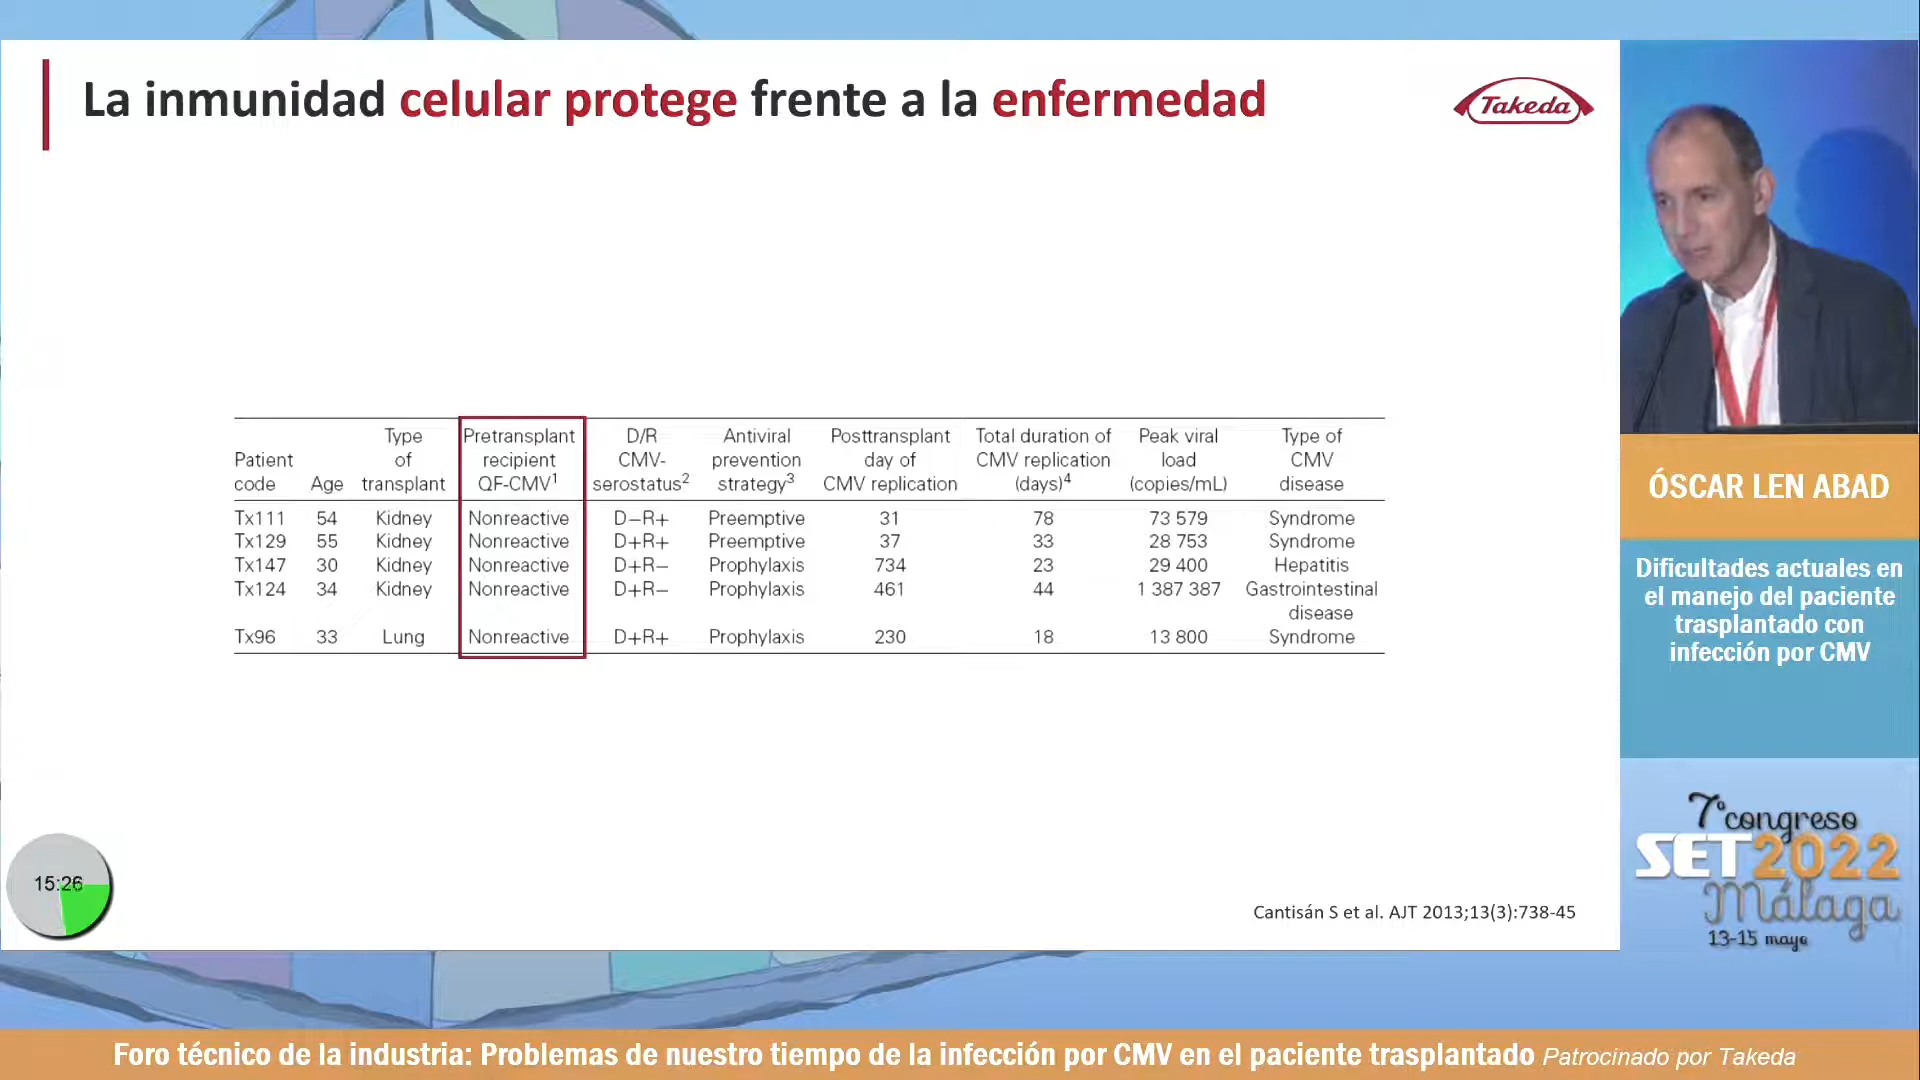 La inmunidad celular protege frente a la enfermedad
Takeda
Patient code Age Type of transplant Pretransplant recipient QF-CMV1 D/R CMV-serostatus2 Antiviral prevention strategy3 Posttransplant day of CMV replication Total duration of CMV replication (days)4 Peak viral load (copies/mL) Type of CMV disease
Tx111 54 Kidney Nonreactive D−R+ Preemptive 31 78 73 579 Syndrome
Tx129 55 Kidney Nonreactive D+R+ Preemptive 37 33 28 753 Syndrome
Tx147 30 Kidney Nonreactive D+R− Prophylaxis 734 23 29 400 Hepatitis
Tx124 34 Kidney Nonreactive D+R− Prophylaxis 461 44 1 387 387 Gastrointestinal disease
Tx96 33 Lung Nonreactive D+R+ Prophylaxis 230 18 13 800 Syndrome
15:26
Cantisán S et al. AJT 2013;13(3):738-45
ÓSCAR LEN ABAD
Dificultades actuales en
el manejo del paciente
trasplantado con
infección por CMV
7º congreso
SET2022
Málaga
13-15 mayo
Foro técnico de la industria: Problemas de nuestro tiempo de la infección por CMV en el paciente trasplantado Patrocinado por Takeda